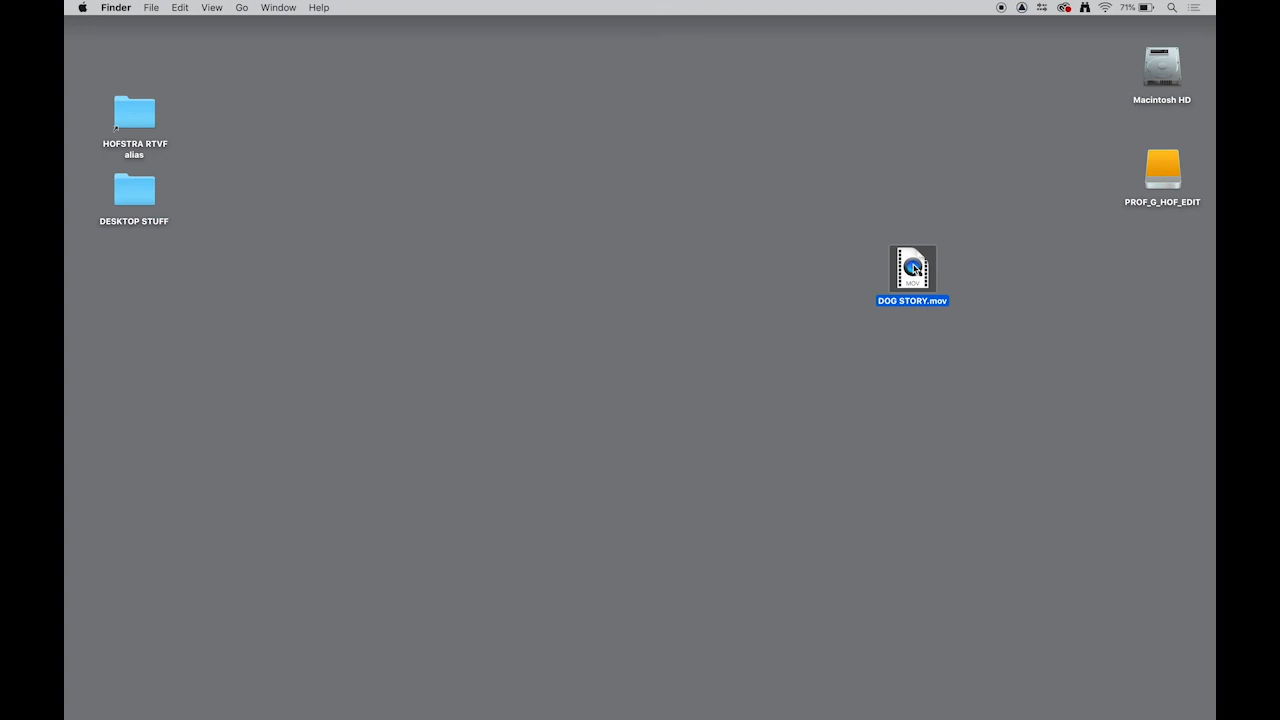 Finder File Edit View Go Window Help 71%
Macintosh HD
HOFSTRA RTVF
alias
PROF_G_HOF_EDIT
DESKTOP STUFF
MOV
DOG STORY.mov